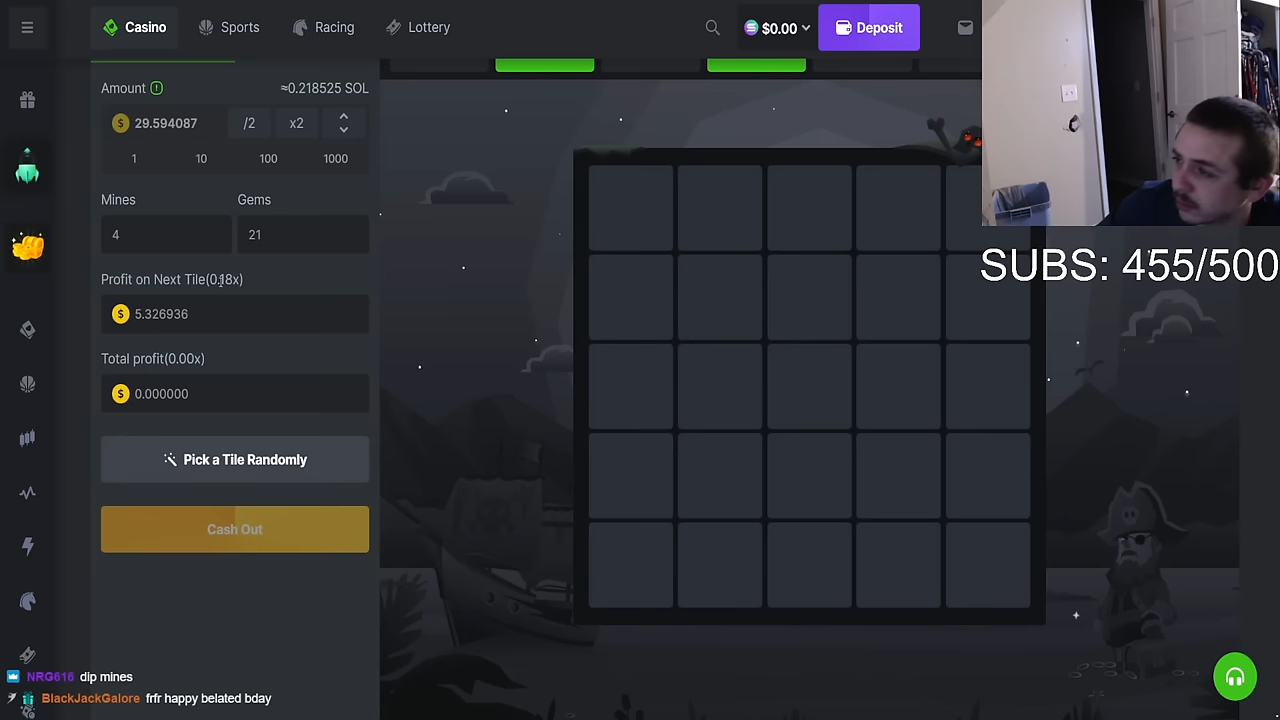 Casino
Sports
Racing
Lottery
$0.00
Deposit
Amount
≈0.218525 SOL
29.594087
/2
x2
1
10
100
1000
Mines
Gems
4
21
Profit on Next Tile(0.18x)
5.326936
Total profit(0.00x)
0.000000
Pick a Tile Randomly
Cash Out
SUBS: 455/500
NRG616 dip mines
BlackJackGalore frfr happy belated bday